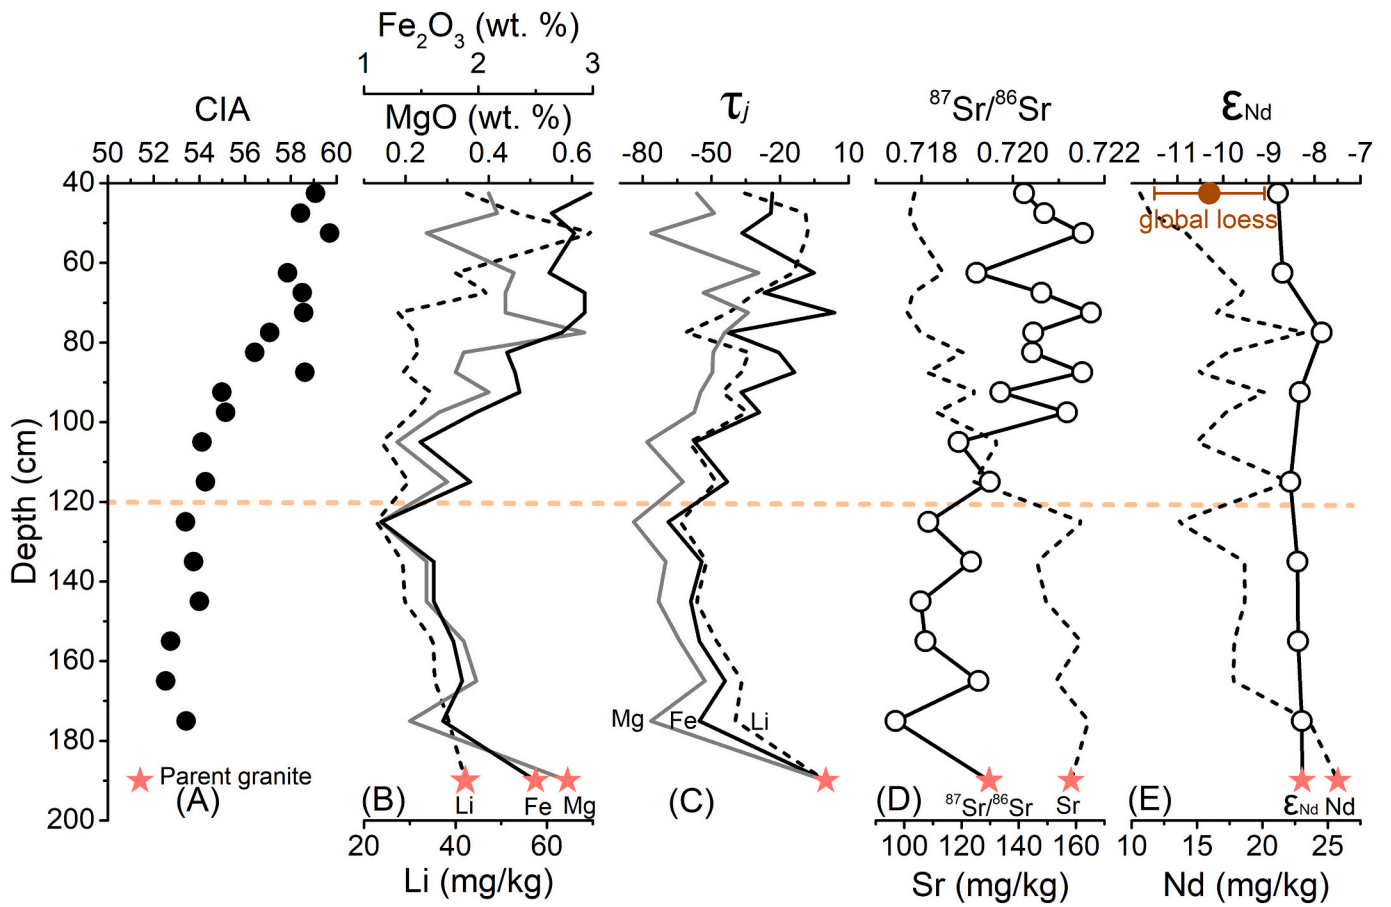 Fe₂O₃ (wt. %)
1 2 3
CIA
MgO (wt. %)
τj
⁸⁷Sr/⁸⁶Sr
εNd
50 52 54 56 58 60
0.2 0.4 0.6
-80 -50 -20 10
0.718 0.720 0.722
-11 -10 -9 -8 -7
global loess
Depth (cm)
40
60
80
100
120
140
160
180
200
Mg Fe Li
Parent granite
(A)
(B)
Li Fe Mg
(C)
(D)
⁸⁷Sr/⁸⁶Sr Sr
(E)
εNd Nd
20 40 60
100 120 140 160
10 15 20 25
Li (mg/kg)
Sr (mg/kg)
Nd (mg/kg)